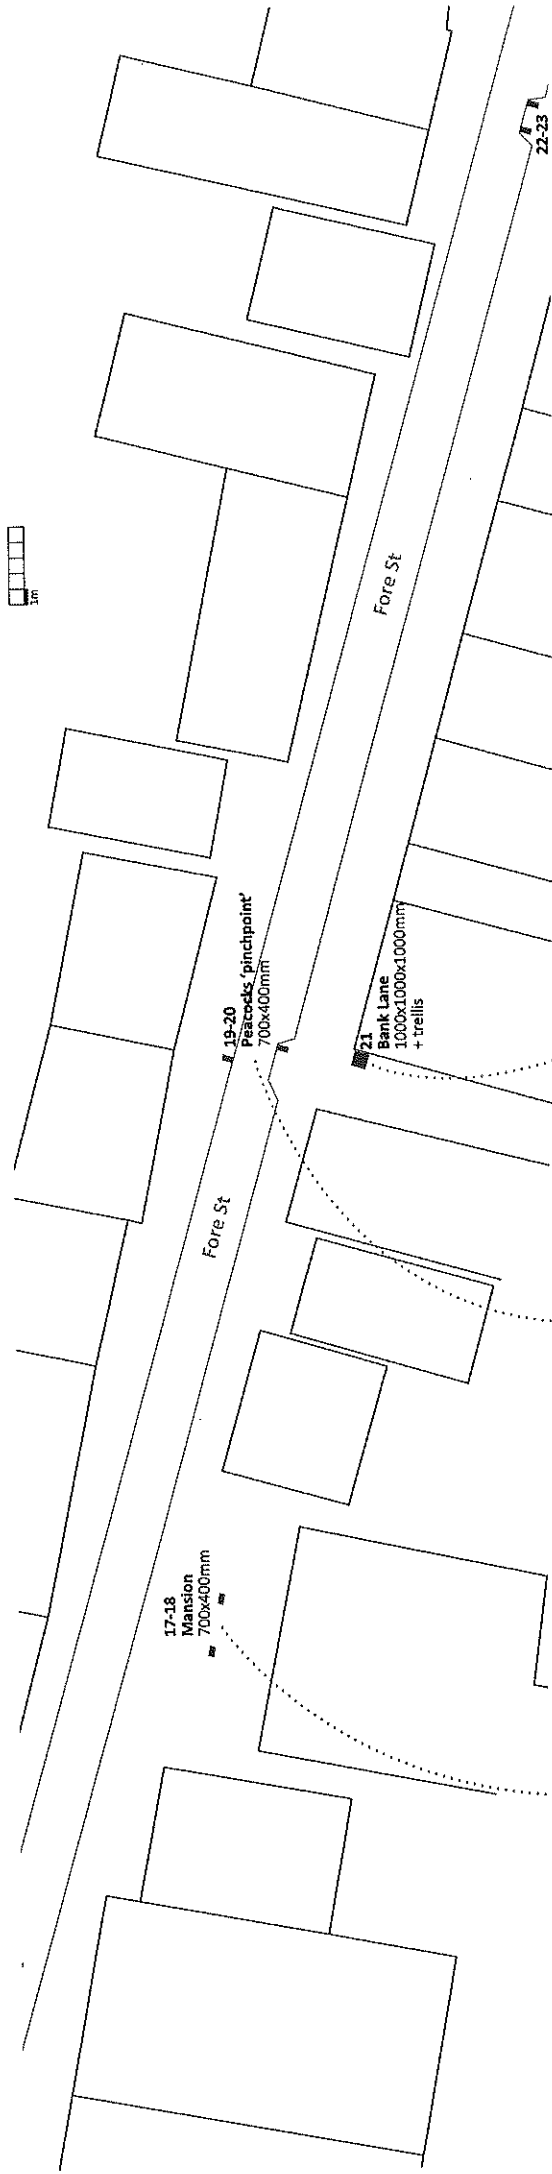 1m
22-23
Fore St
19-20
Peacocks 'pinchpoint'
700x400mm
21
Bank Lane
1000x1000x1000mm
+ trellis
Fore St
17-18
Mansion
700x400mm